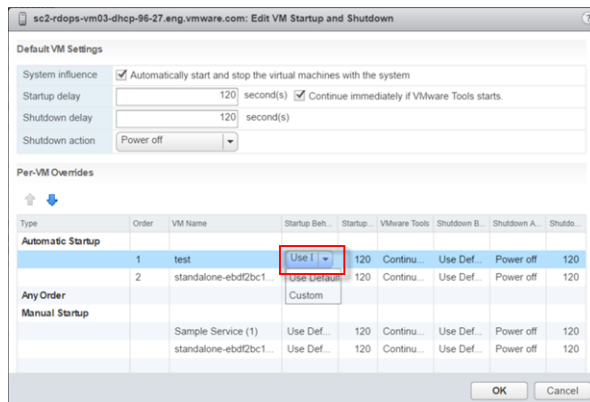 sc2-rdops-vm03-dhcp-96-27.eng.vmware.com: Edit VM Startup and Shutdown ?
Default VM Settings
System influence Automatically start and stop the virtual machines with the system
Startup delay 120 second(s) Continue immediately if VMware Tools starts.
Shutdown delay 120 second(s)
Shutdown action Power off
Per-VM Overrides
Type Order VM Name Startup Beh... Startup... VMware Tools Shutdown B... Shutdown A... Shutdo...
Automatic Startup
1 test Use 120 Continu... Use Def... Power off 120
2 standalone-ebdf2bc1... Use Default 120 Continu... Use Def... Power off 120
Any Order Custom
Manual Startup
Sample Service (1) Use Def... 120 Continu... Use Def... Power off 120
standalone-ebdf2bc1... Use Def... 120 Continu... Use Def... Power off 120
OK Cancel